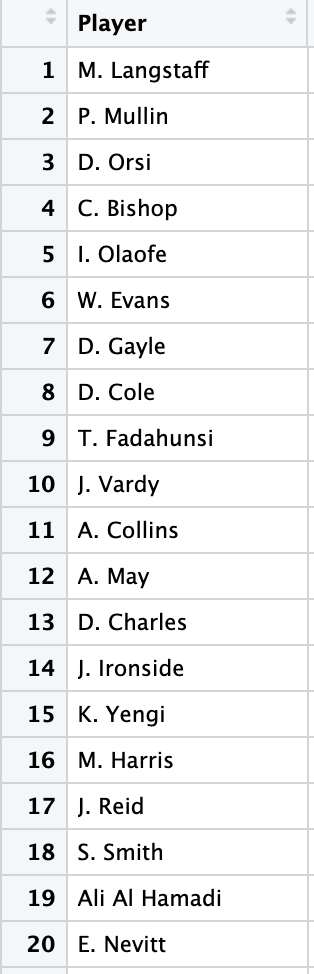 Player
1 M. Langstaff
2 P. Mullin
3 D. Orsi
4 C. Bishop
5 I. Olaofe
6 W. Evans
7 D. Gayle
8 D. Cole
9 T. Fadahunsi
10 J. Vardy
11 A. Collins
12 A. May
13 D. Charles
14 J. Ironside
15 K. Yengi
16 M. Harris
17 J. Reid
18 S. Smith
19 Ali Al Hamadi
20 E. Nevitt